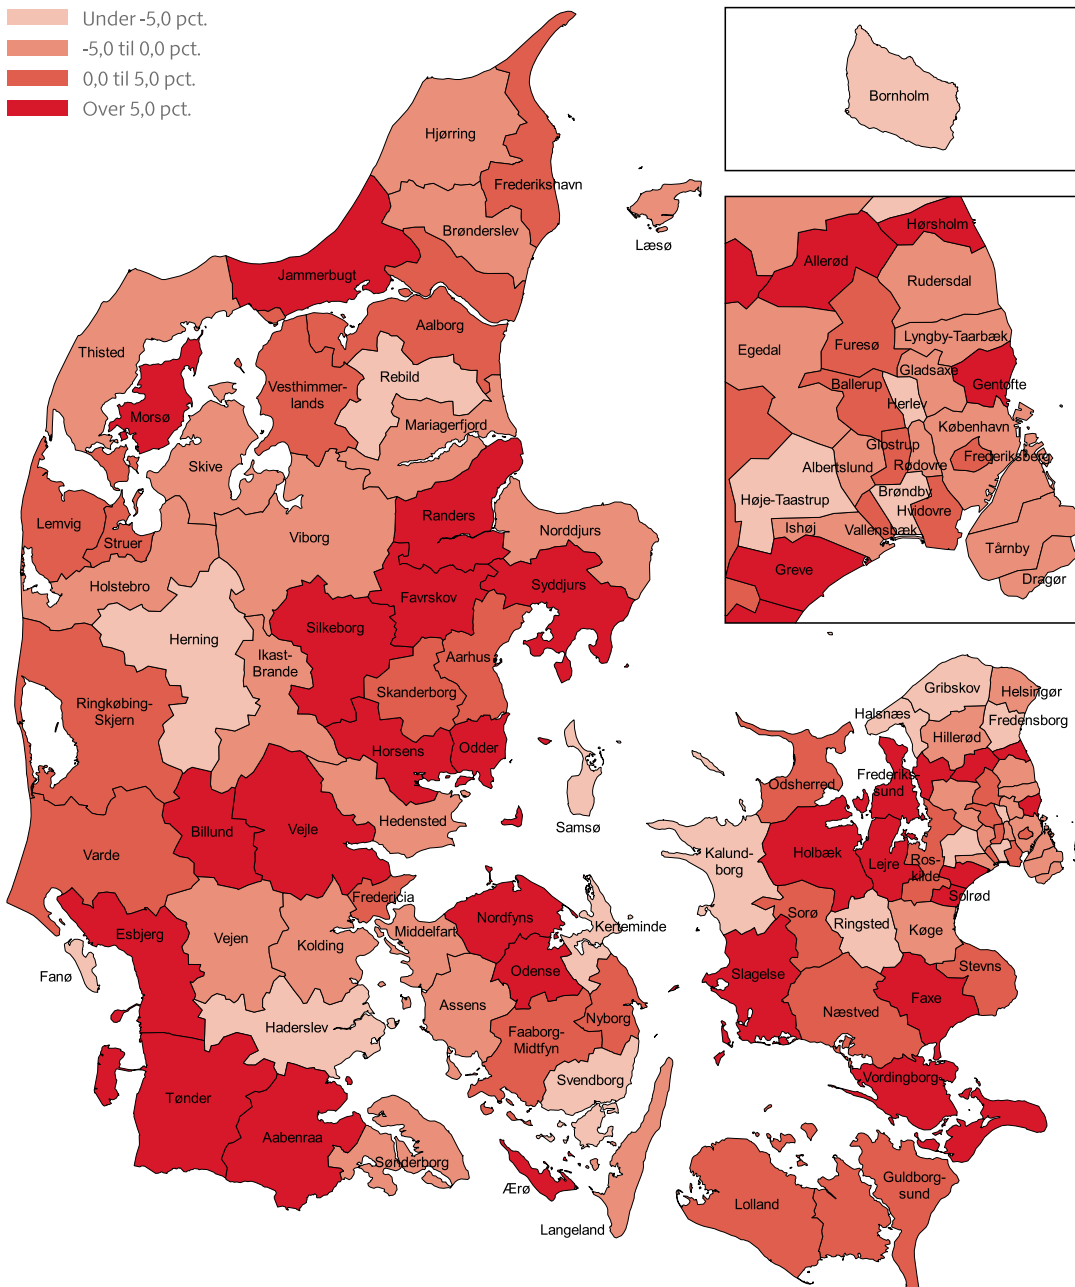 Under -5,0 pct.
-5,0 til 0,0 pct.
0,0 til 5,0 pct.
Over 5,0 pct.
Bornholm
Hjørring
Frederikshavn
Brønderslev
Læsø
Jammerbugt
Aalborg
Thisted
Rebild
Vesthimmer-
lands
Morsø
Mariagerfjord
Skive
Lemvig
Struer
Viborg
Randers
Norddjurs
Holstebro
Favrskov
Syddjurs
Herning
Silkeborg
Ikast-
Brande
Aarhus
Skanderborg
Ringkøbing-
Skjern
Horsens
Odder
Hedensted
Samsø
Billund
Vejle
Varde
Fredericia
Esbjerg
Vejen
Kolding
Middelfart
Nordfyns
Kerteminde
Fanø
Odense
Assens
Haderslev
Faaborg-
Midtfyn
Nyborg
Svendborg
Tønder
Aabenraa
Sønderborg
Ærø
Langeland
Hørsholm
Allerød
Rudersdal
Egedal
Furesø
Lyngby-Taarbæk
Gladsaxe
Gentofte
Ballerup
Herlev
København
Glostrup
Frederiksberg
Albertslund
Rødovre
Høje-Taastrup
Brøndby
Hvidovre
Ishøj
Vallensbæk
Tårnby
Greve
Dragør
Gribskov
Helsingør
Halsnæs
Fredensborg
Hillerød
Frederiks-
sund
Odsherred
Kalund-
borg
Holbæk
Lejre
Ros-
kilde
Solrød
Sorø
Ringsted
Køge
Slagelse
Stevns
Faxe
Næstved
Vordingborg
Guldborg-
sund
Lolland